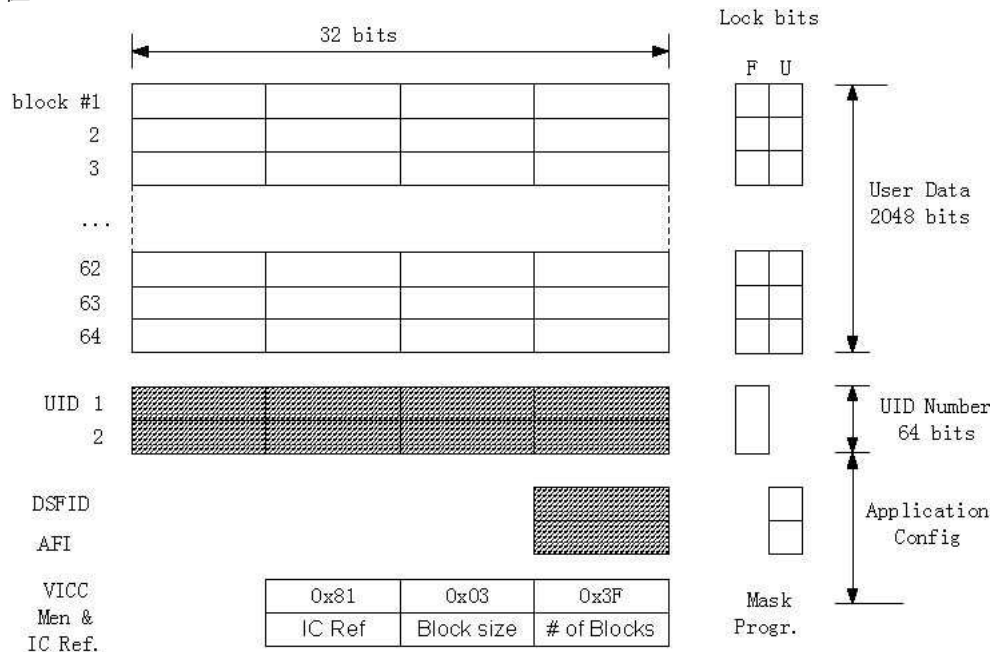 Lock bits
32 bits
F U
block #1
2
3
...
62
63
64
User Data
2048 bits
UID 1
2
UID Number
64 bits
DSFID
AFI
Application
Config
VICC
Men &
IC Ref.
0x81 0x03 0x3F
IC Ref Block size # of Blocks
Mask
Progr.